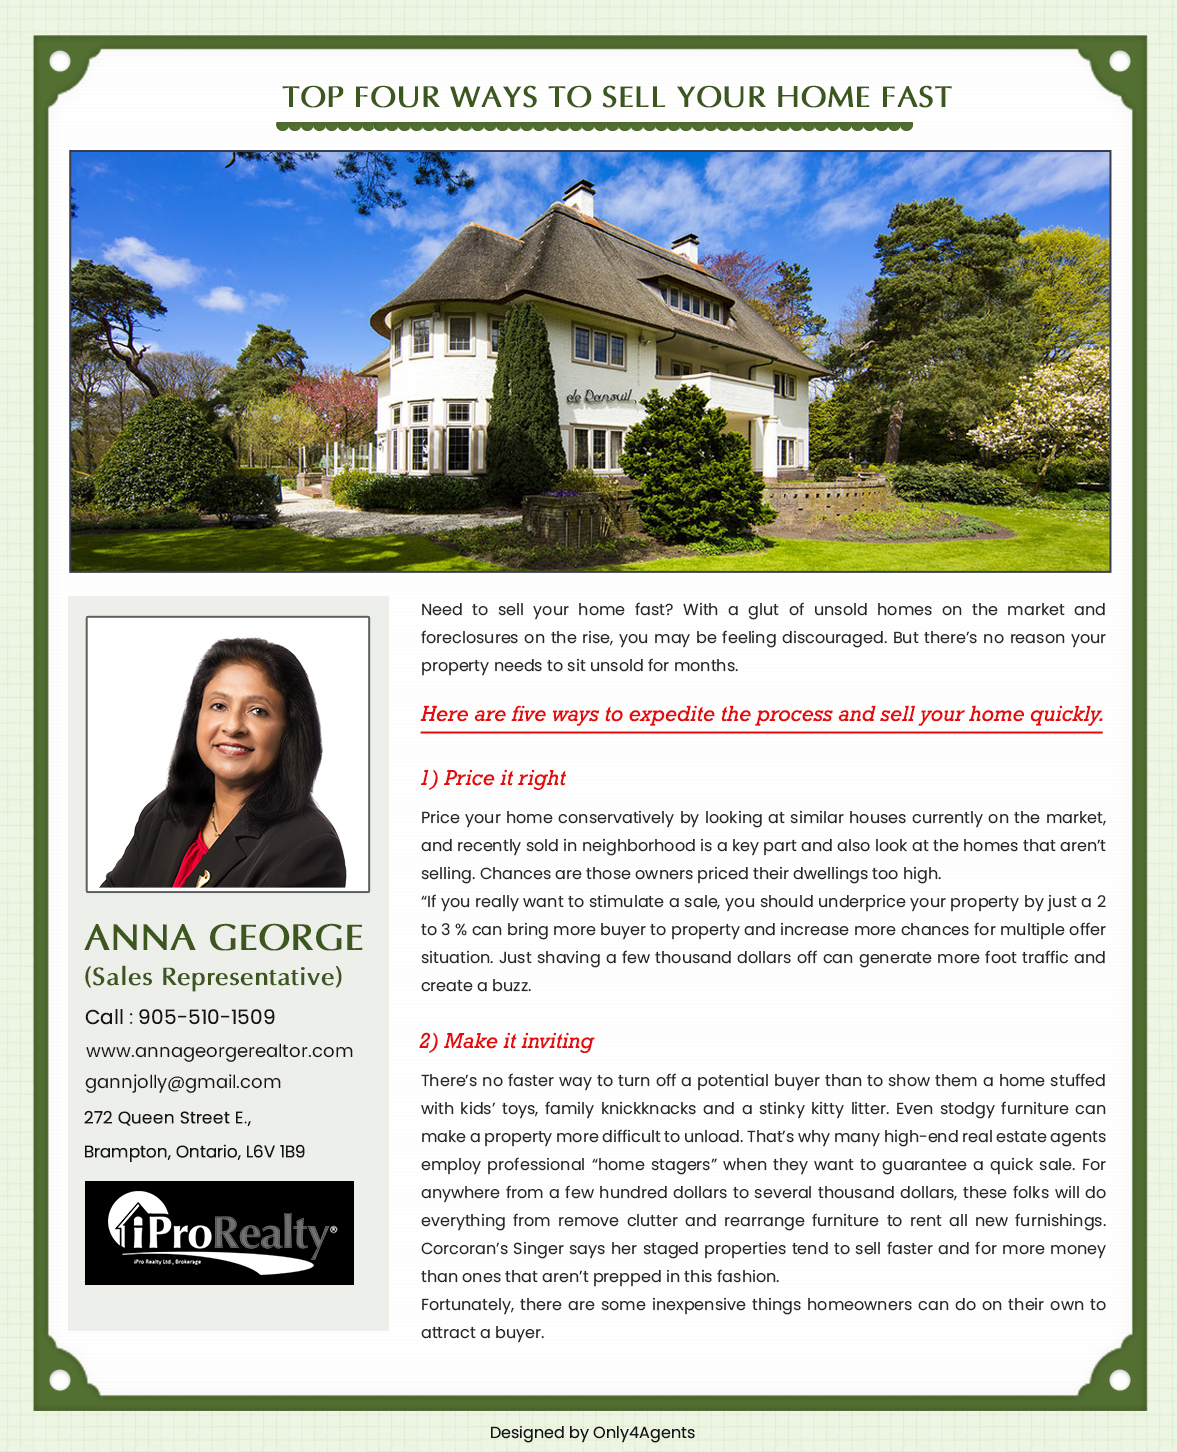 TOP FOUR WAYS TO SELL YOUR HOME FAST
Need to sell your home fast? With a glut of unsold homes on the market and
foreclosures on the rise, you may be feeling discouraged. But there’s no reason your
property needs to sit unsold for months.
Here are five ways to expedite the process and sell your home quickly.
1) Price it right
Price your home conservatively by looking at similar houses currently on the market,
and recently sold in neighborhood is a key part and also look at the homes that aren’t
selling. Chances are those owners priced their dwellings too high.
“If you really want to stimulate a sale, you should underprice your property by just a 2
to 3 % can bring more buyer to property and increase more chances for multiple offer
situation. Just shaving a few thousand dollars off can generate more foot traffic and
create a buzz.
2) Make it inviting
There’s no faster way to turn off a potential buyer than to show them a home stuffed
with kids’ toys, family knickknacks and a stinky kitty litter. Even stodgy furniture can
make a property more difficult to unload. That’s why many high-end real estate agents
employ professional “home stagers” when they want to guarantee a quick sale. For
anywhere from a few hundred dollars to several thousand dollars, these folks will do
everything from remove clutter and rearrange furniture to rent all new furnishings.
Corcoran’s Singer says her staged properties tend to sell faster and for more money
than ones that aren’t prepped in this fashion.
Fortunately, there are some inexpensive things homeowners can do on their own to
attract a buyer.
ANNA GEORGE
(Sales Representative)
Call : 905-510-1509
www.annageorgerealtor.com
gannjolly@gmail.com
272 Queen Street E.,
Brampton, Ontario, L6V 1B9
iProRealty®
iPro Realty Ltd., Brokerage
Designed by Only4Agents